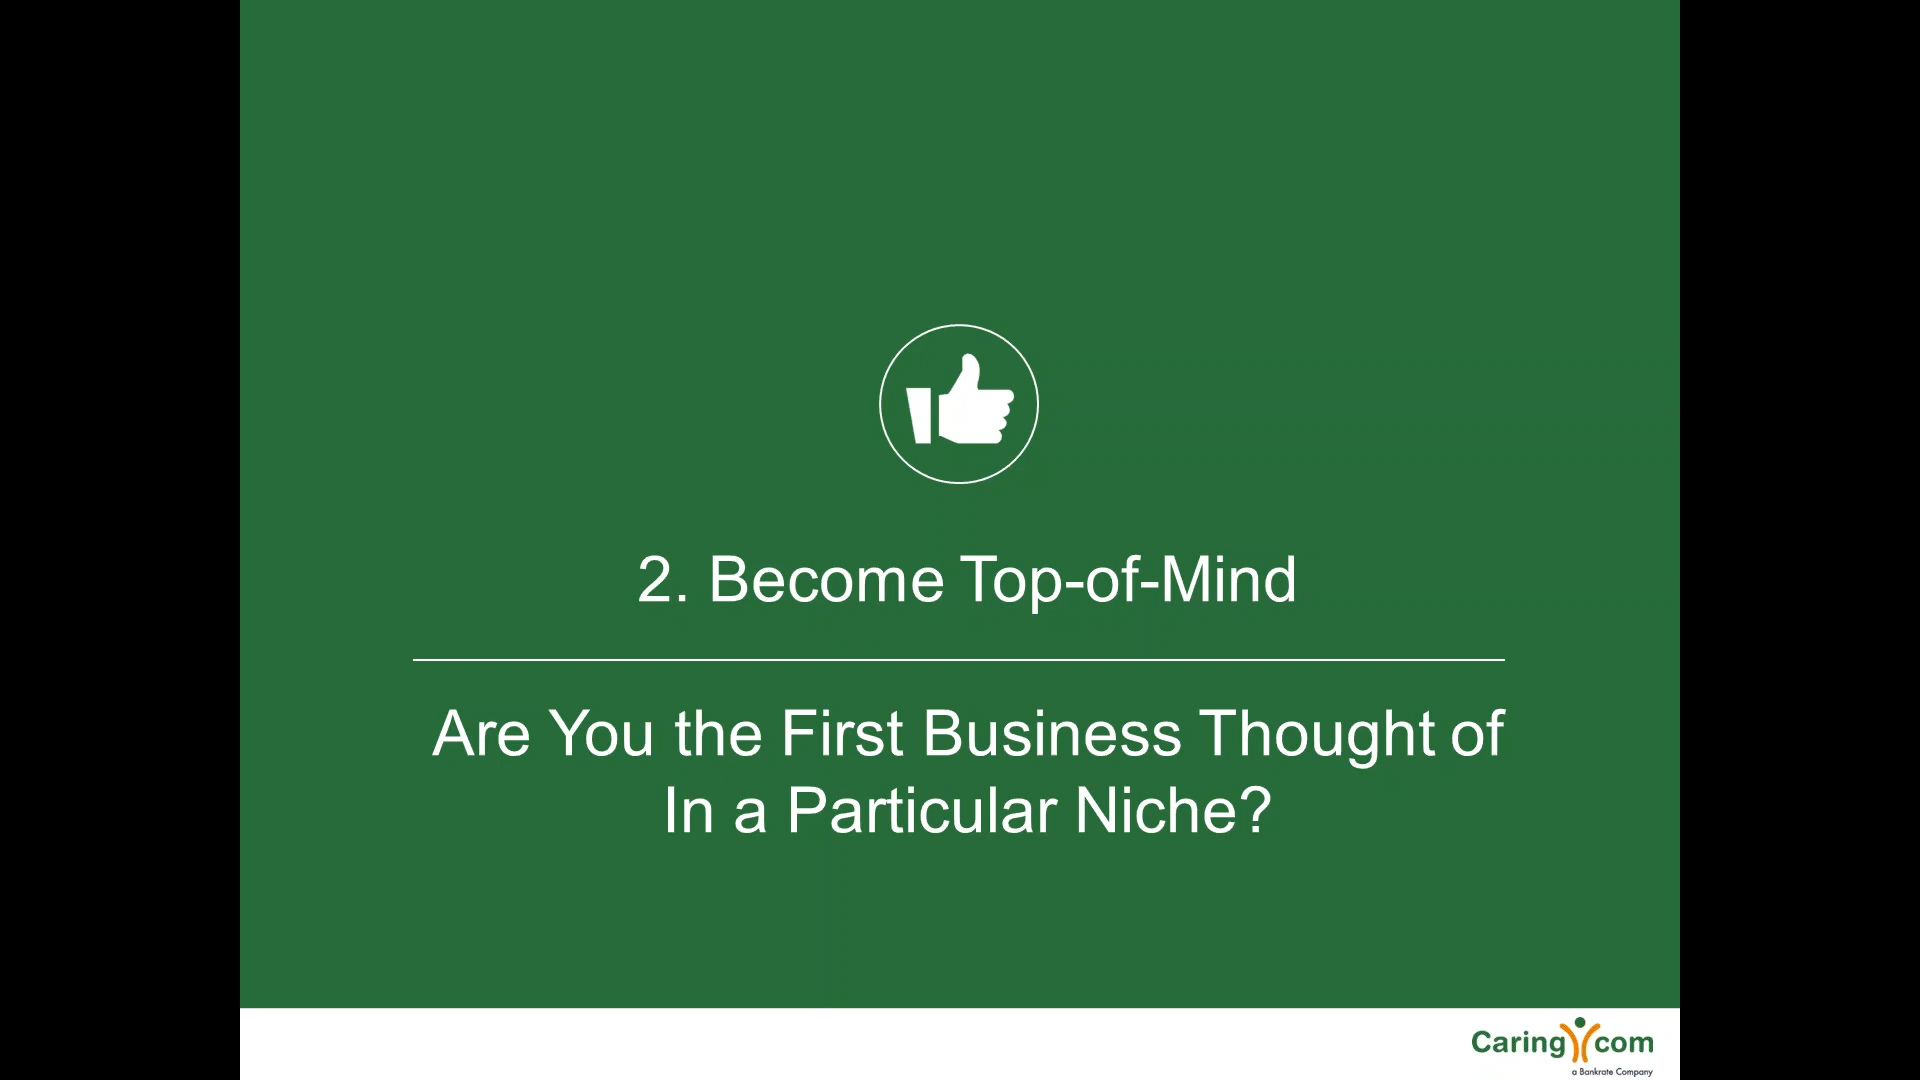 2. Become Top-of-Mind
Are You the First Business Thought of
In a Particular Niche?
Caring com
a Bankrate Company